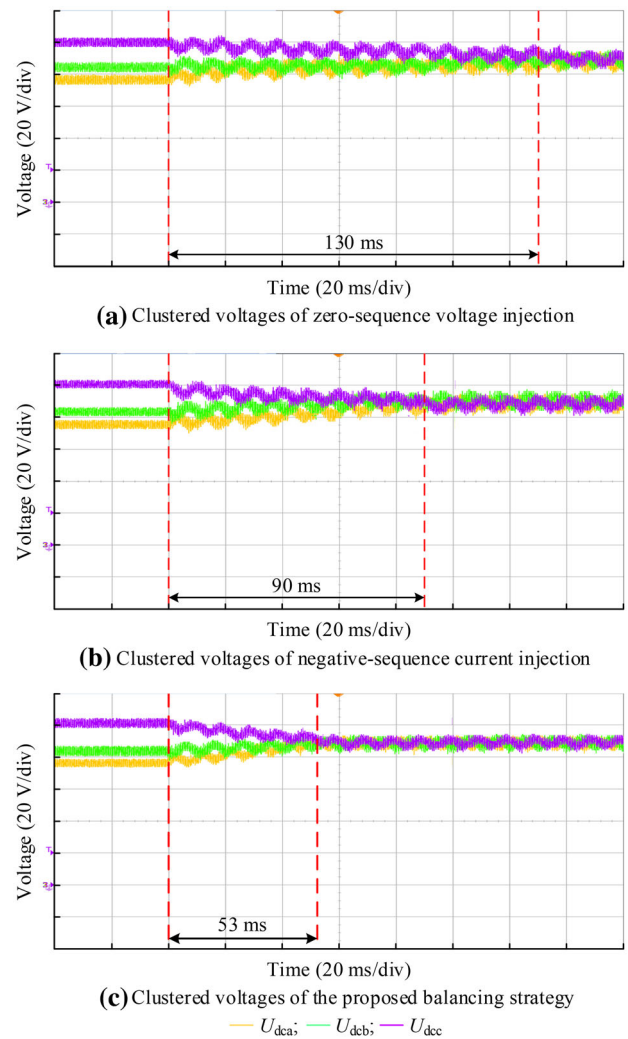 Voltage (20 V/div)
130 ms
Time (20 ms/div)
(a) Clustered voltages of zero-sequence voltage injection
Voltage (20 V/div)
90 ms
Time (20 ms/div)
(b) Clustered voltages of negative-sequence current injection
Voltage (20 V/div)
53 ms
Time (20 ms/div)
(c) Clustered voltages of the proposed balancing strategy
Udca; Udcb; Udcc